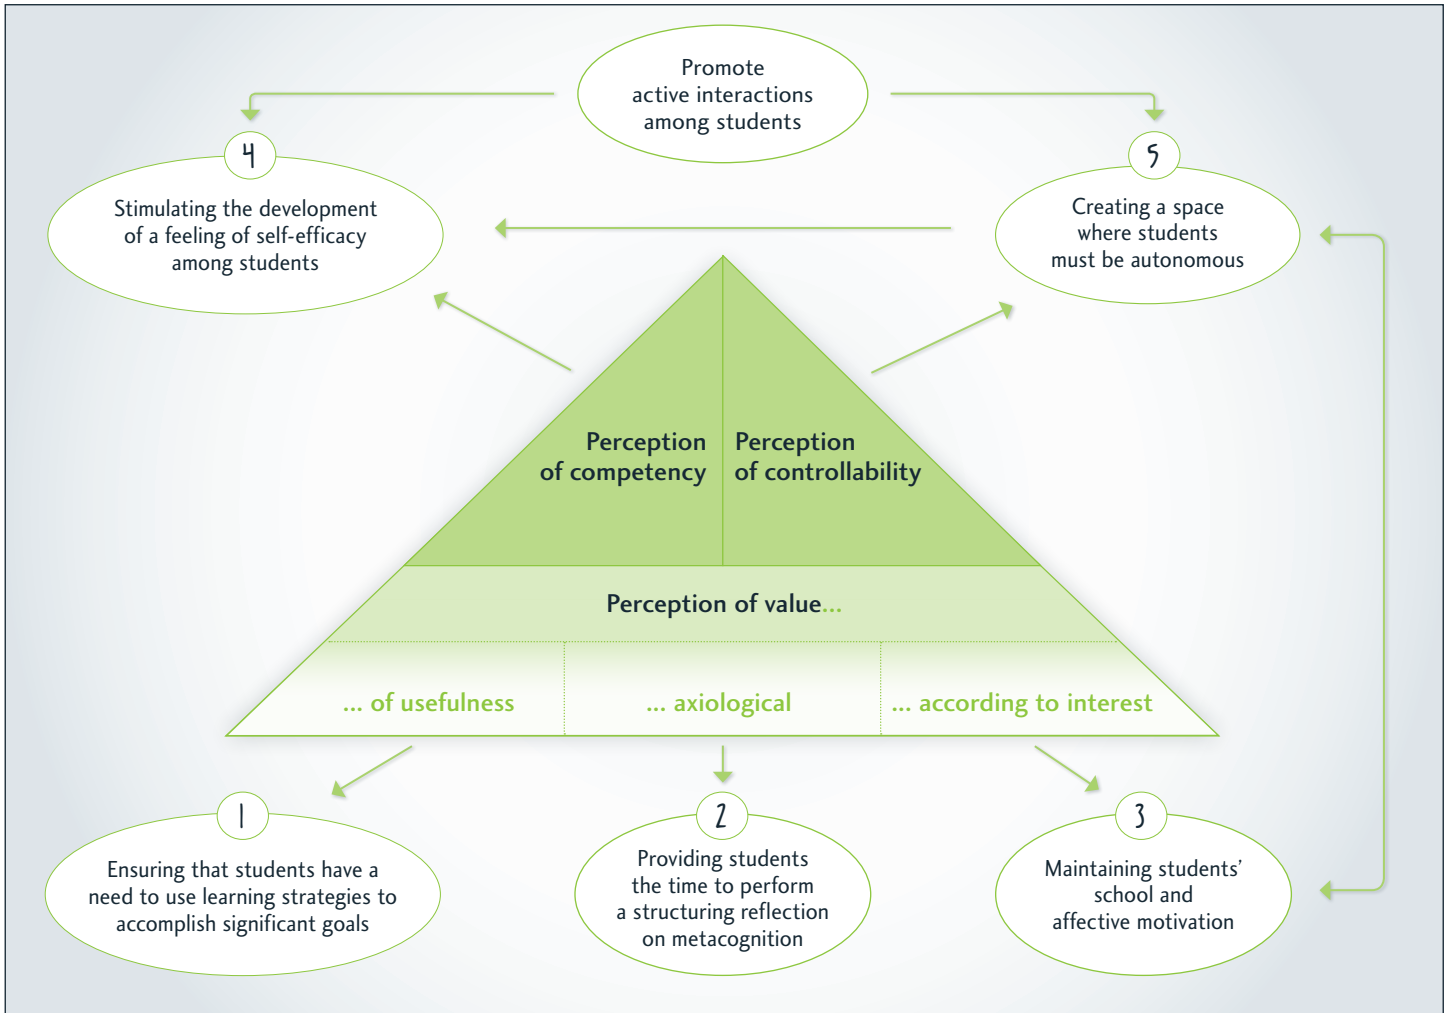 Promote
active interactions
among students
4
Stimulating the development
of a feeling of self-efficacy
among students
5
Creating a space
where students
must be autonomous
Perception
of competency
Perception
of controllability
Perception of value...
... of usefulness
... axiological
... according to interest
1
Ensuring that students have a
need to use learning strategies to
accomplish significant goals
2
Providing students
the time to perform
a structuring reflection
on metacognition
3
Maintaining students’
school and
affective motivation